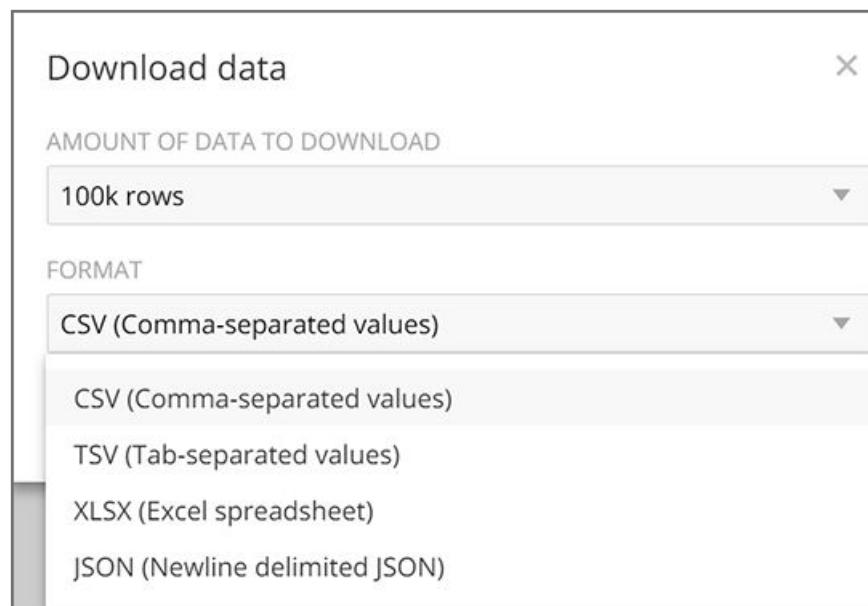 Download data
AMOUNT OF DATA TO DOWNLOAD
100k rows
FORMAT
CSV (Comma-separated values)
CSV (Comma-separated values)
TSV (Tab-separated values)
XLSX (Excel spreadsheet)
JSON (Newline delimited JSON)